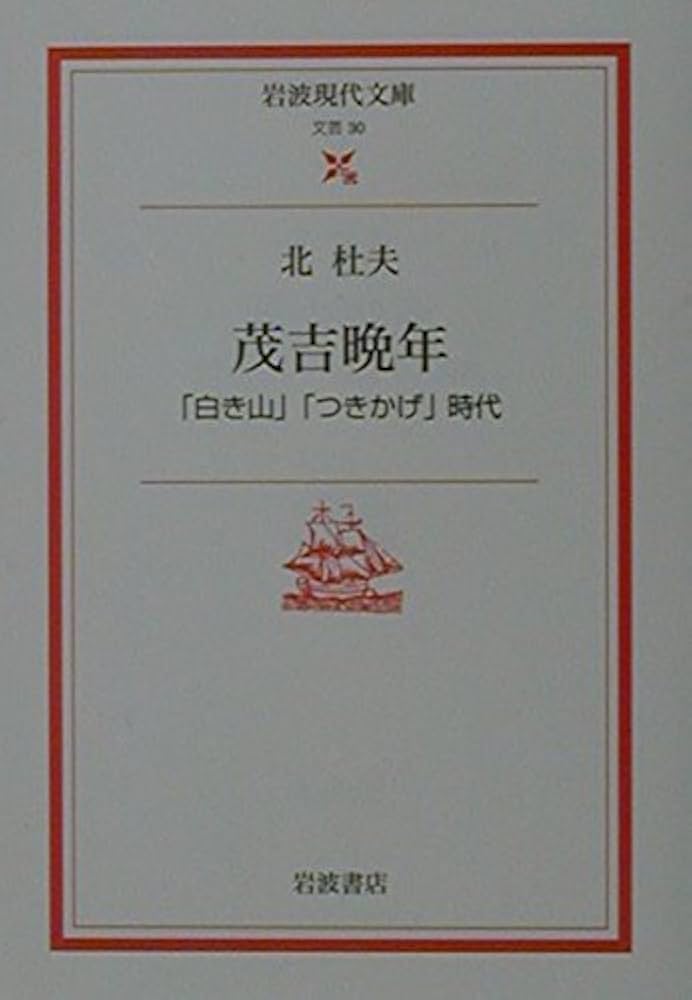 岩波現代文庫
文芸 30
北 杜夫
茂吉晩年
「白き山」「つきかげ」時代
岩波書店